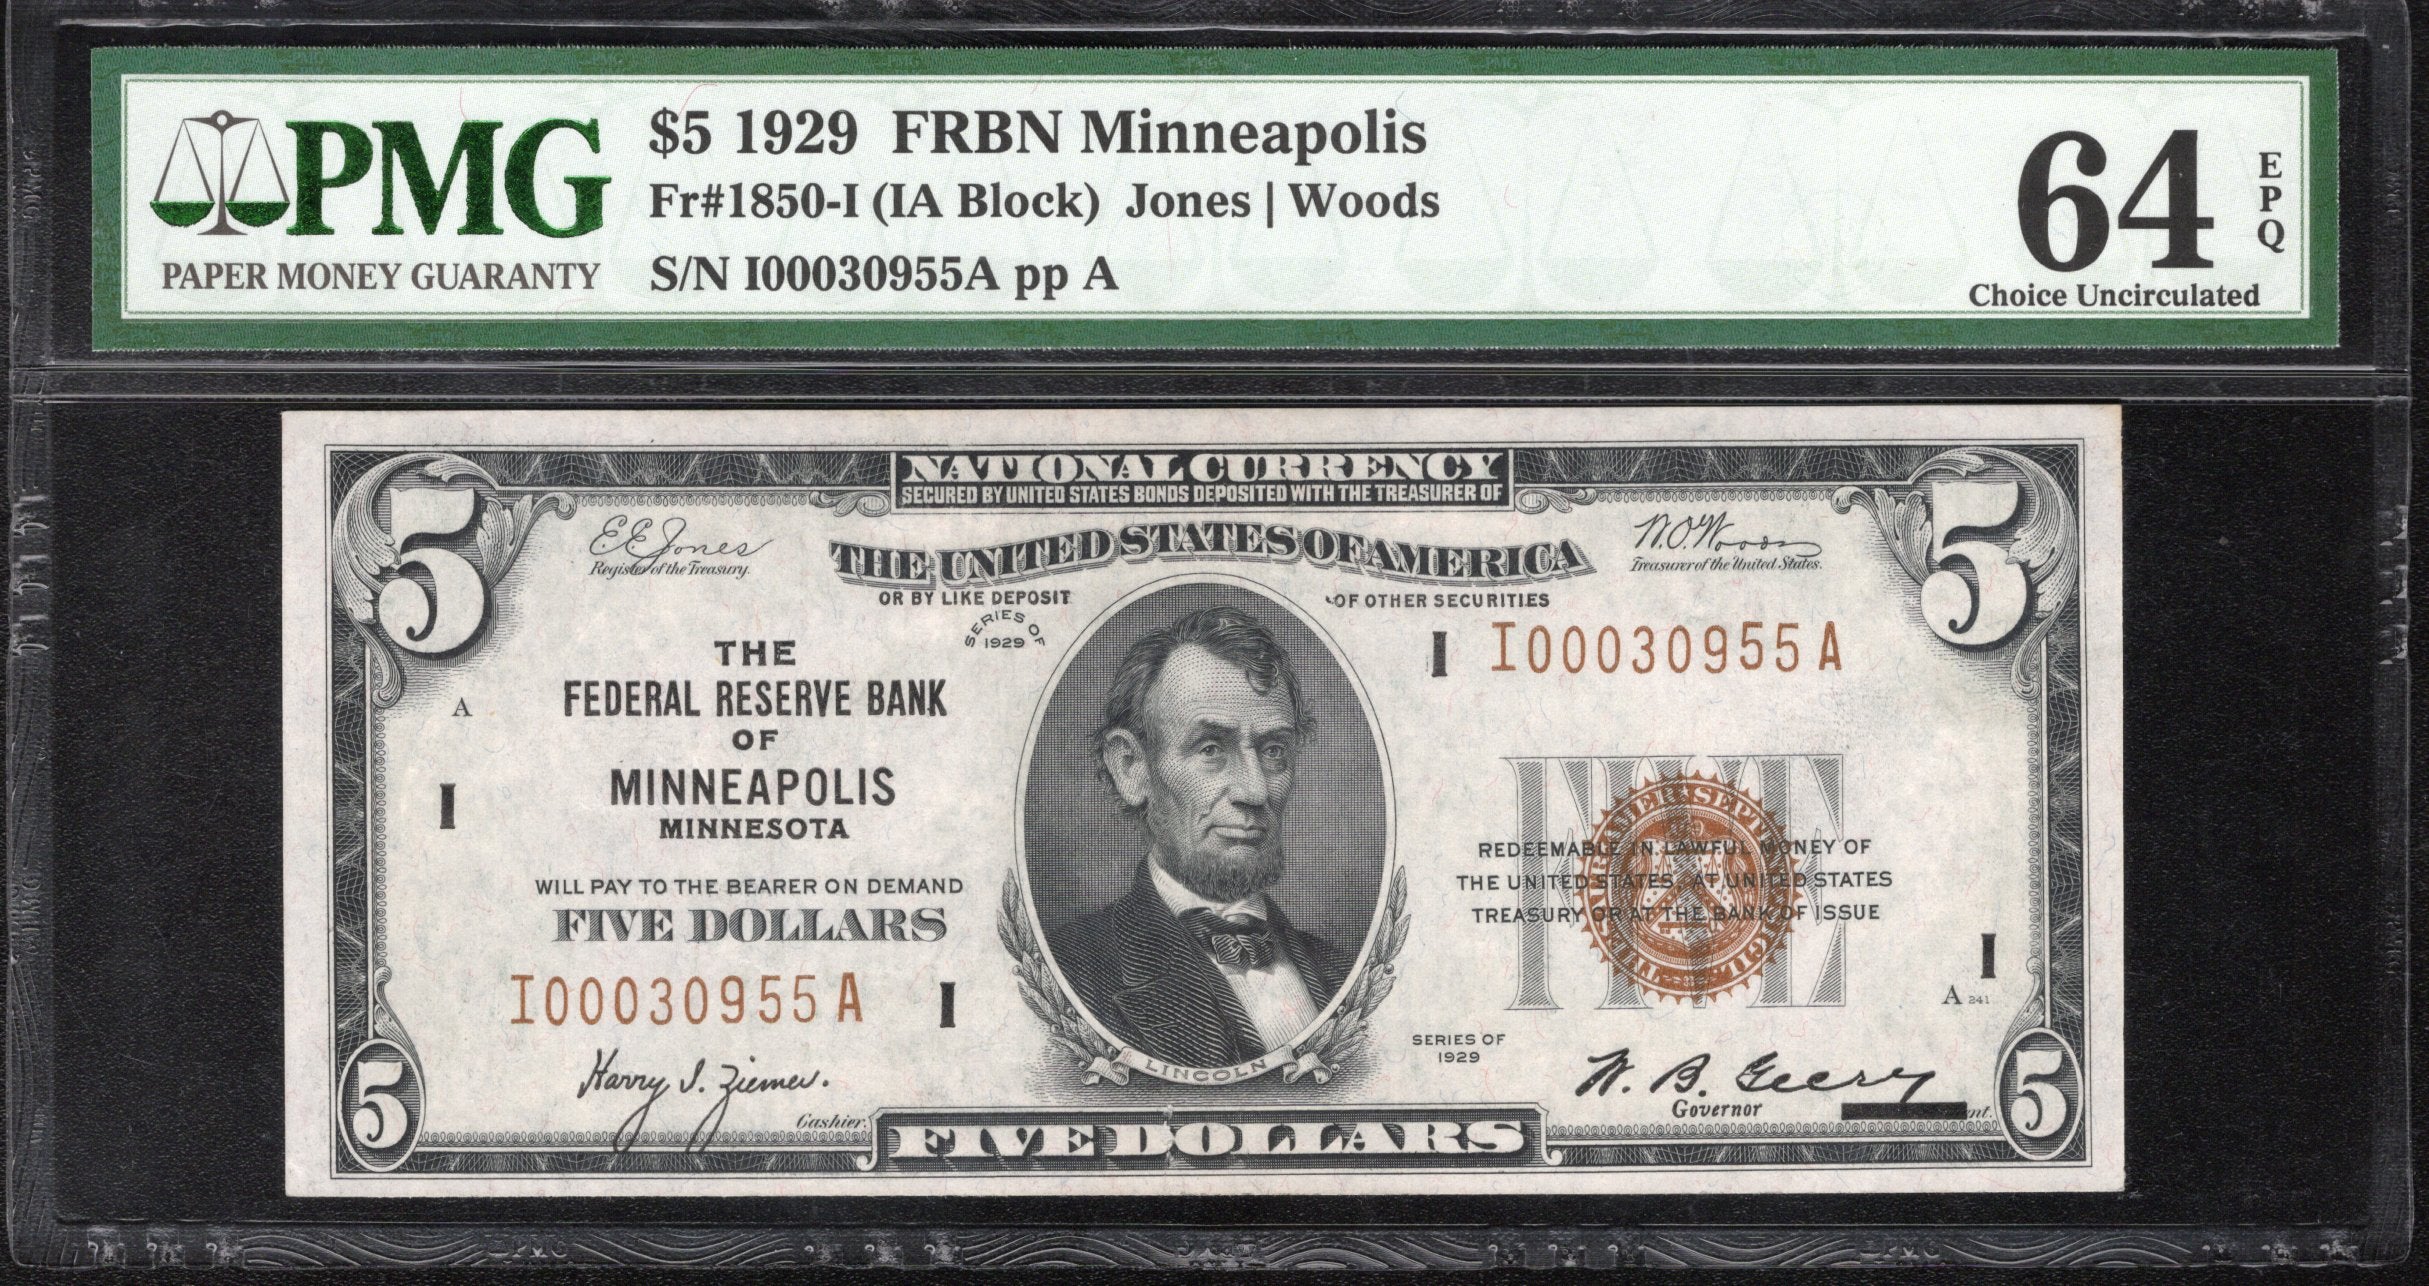 PMG
PAPER MONEY GUARANTY
$5 1929 FRBN Minneapolis
Fr#1850-I (IA Block) Jones | Woods
S/N I00030955A pp A
64
EPQ
Choice Uncirculated
NATIONAL CURRENCY
SECURED BY UNITED STATES BONDS DEPOSITED WITH THE TREASURER OF
THE UNITED STATES OF AMERICA
OR BY LIKE DEPOSIT OF OTHER SECURITIES
5
5
E E Jones
Register of the Treasury.
W.O. Woods
Treasurer of the United States.
SERIES OF
1929
I I00030955A
THE
FEDERAL RESERVE BANK
OF
MINNEAPOLIS
MINNESOTA
A
I
WILL PAY TO THE BEARER ON DEMAND
FIVE DOLLARS
I00030955A I
FIVE
REDEEMABLE IN LAWFUL MONEY OF
THE UNITED STATES AT UNITED STATES
TREASURY OR AT THE BANK OF ISSUE
I
A 241
SERIES OF
1929
LINCOLN
Harry I. Ziemer.
Cashier.
W. B. Geery
Governor
nt.
5
FIVE DOLLARS
5